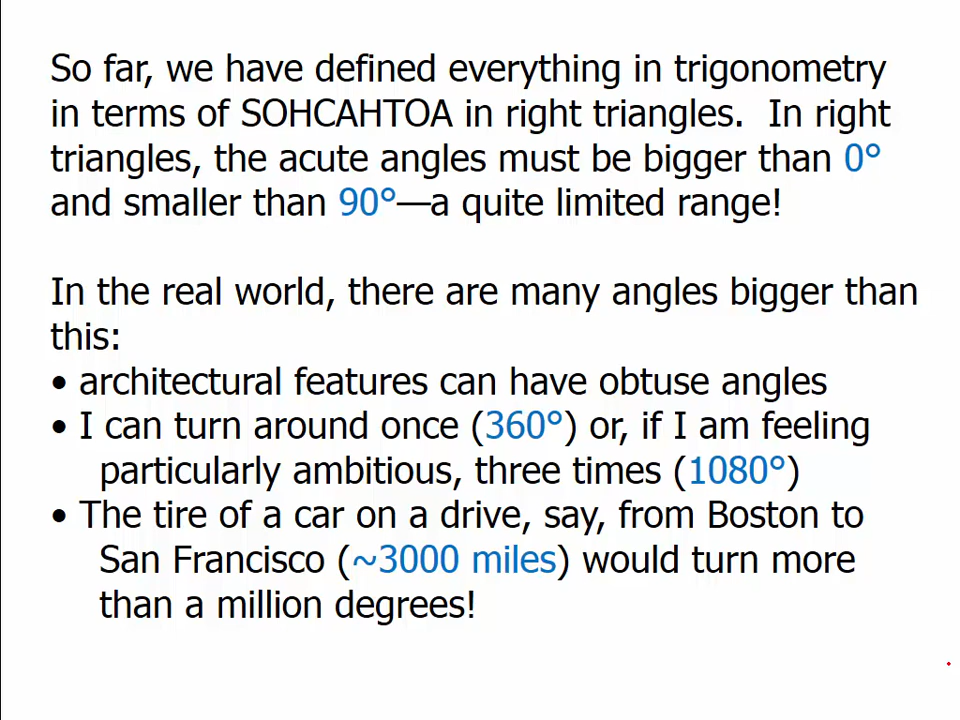 So far, we have defined everything in trigonometry
in terms of SOHCAHTOA in right triangles.  In right
triangles, the acute angles must be bigger than 0°
and smaller than 90°—a quite limited range!
In the real world, there are many angles bigger than
this:
• architectural features can have obtuse angles
• I can turn around once (360°) or, if I am feeling
particularly ambitious, three times (1080°)
• The tire of a car on a drive, say, from Boston to
San Francisco (~3000 miles) would turn more
than a million degrees!